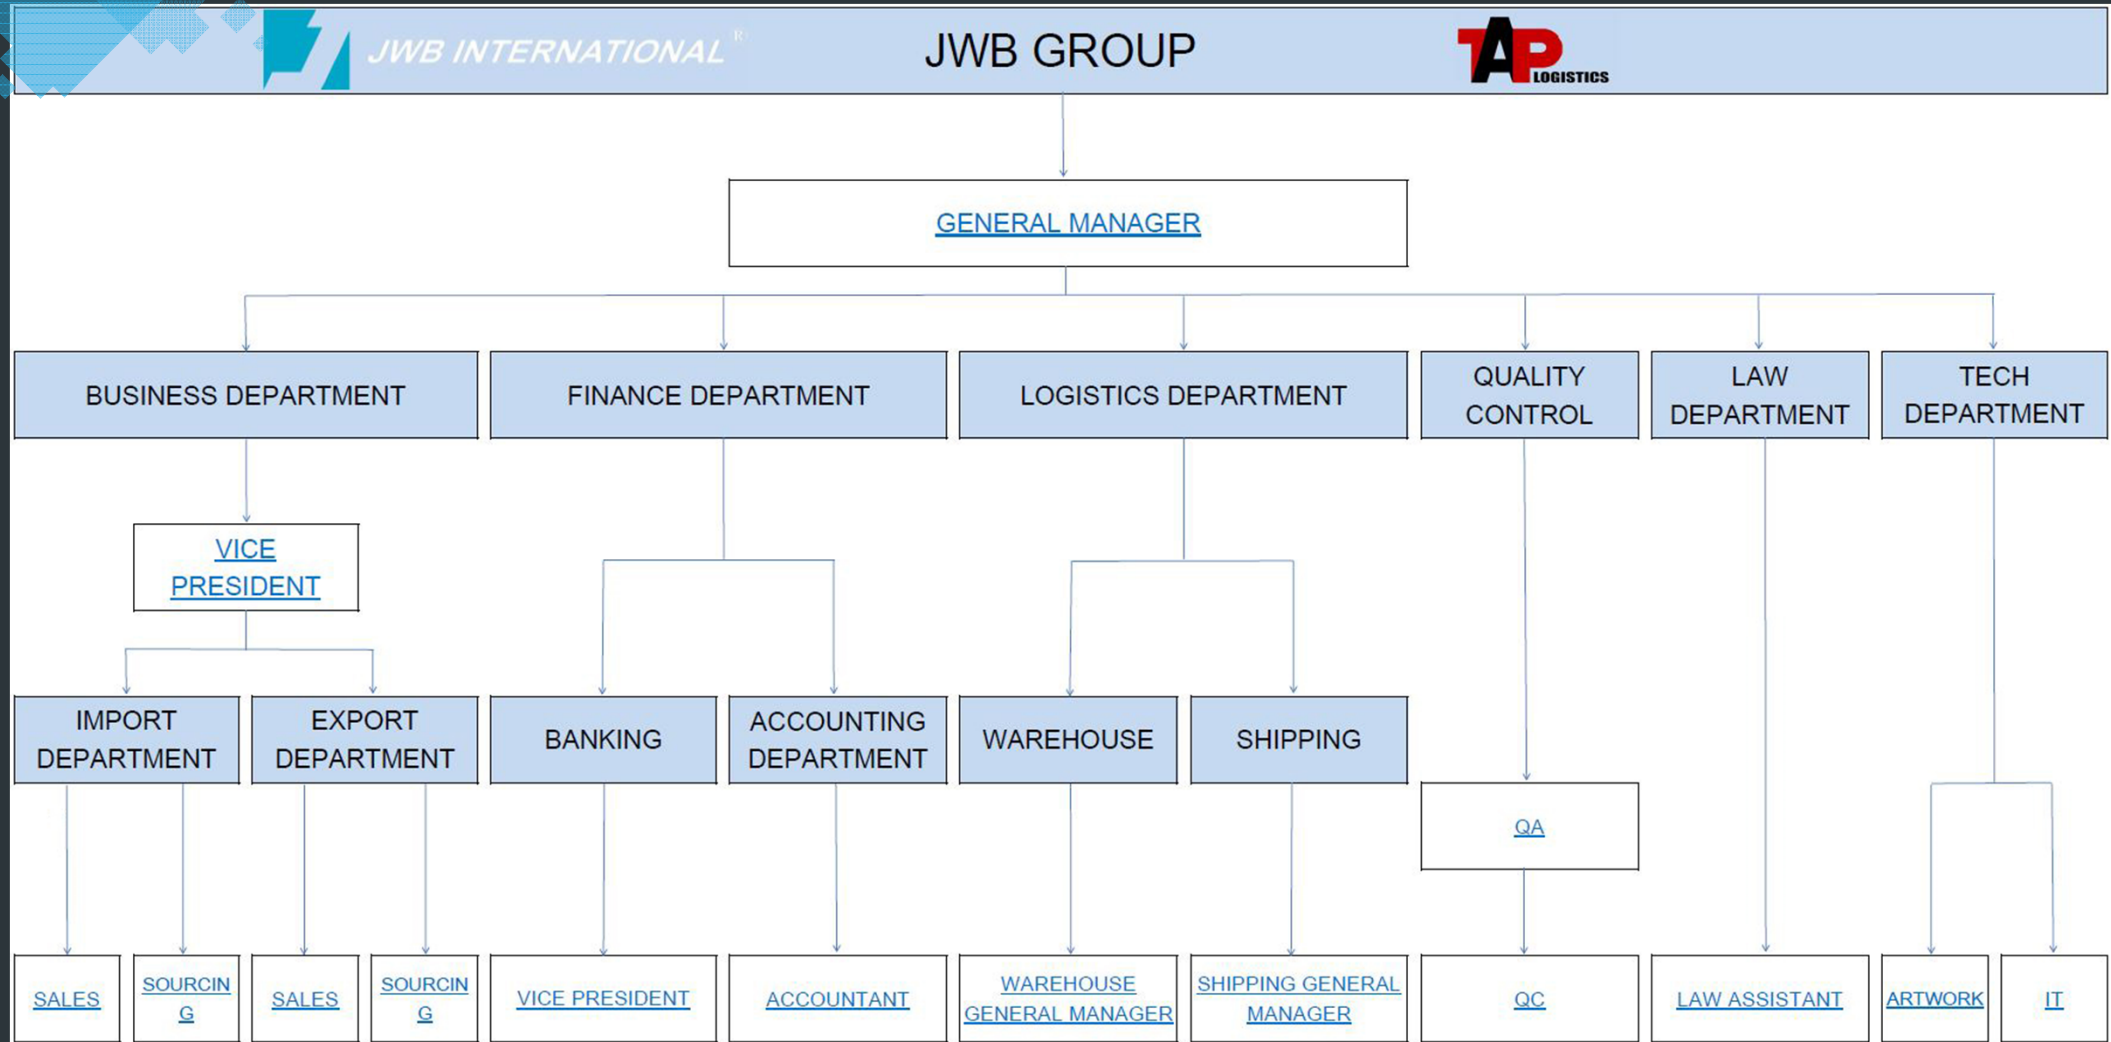 JWB INTERNATIONAL R
JWB GROUP
TAP LOGISTICS
GENERAL MANAGER
BUSINESS DEPARTMENT
FINANCE DEPARTMENT
LOGISTICS DEPARTMENT
QUALITY
CONTROL
LAW
DEPARTMENT
TECH
DEPARTMENT
VICE
PRESIDENT
IMPORT
DEPARTMENT
EXPORT
DEPARTMENT
BANKING
ACCOUNTING
DEPARTMENT
WAREHOUSE
SHIPPING
QA
SALES
SOURCIN
G
SALES
SOURCIN
G
VICE PRESIDENT
ACCOUNTANT
WAREHOUSE
GENERAL MANAGER
SHIPPING GENERAL
MANAGER
QC
LAW ASSISTANT
ARTWORK
IT